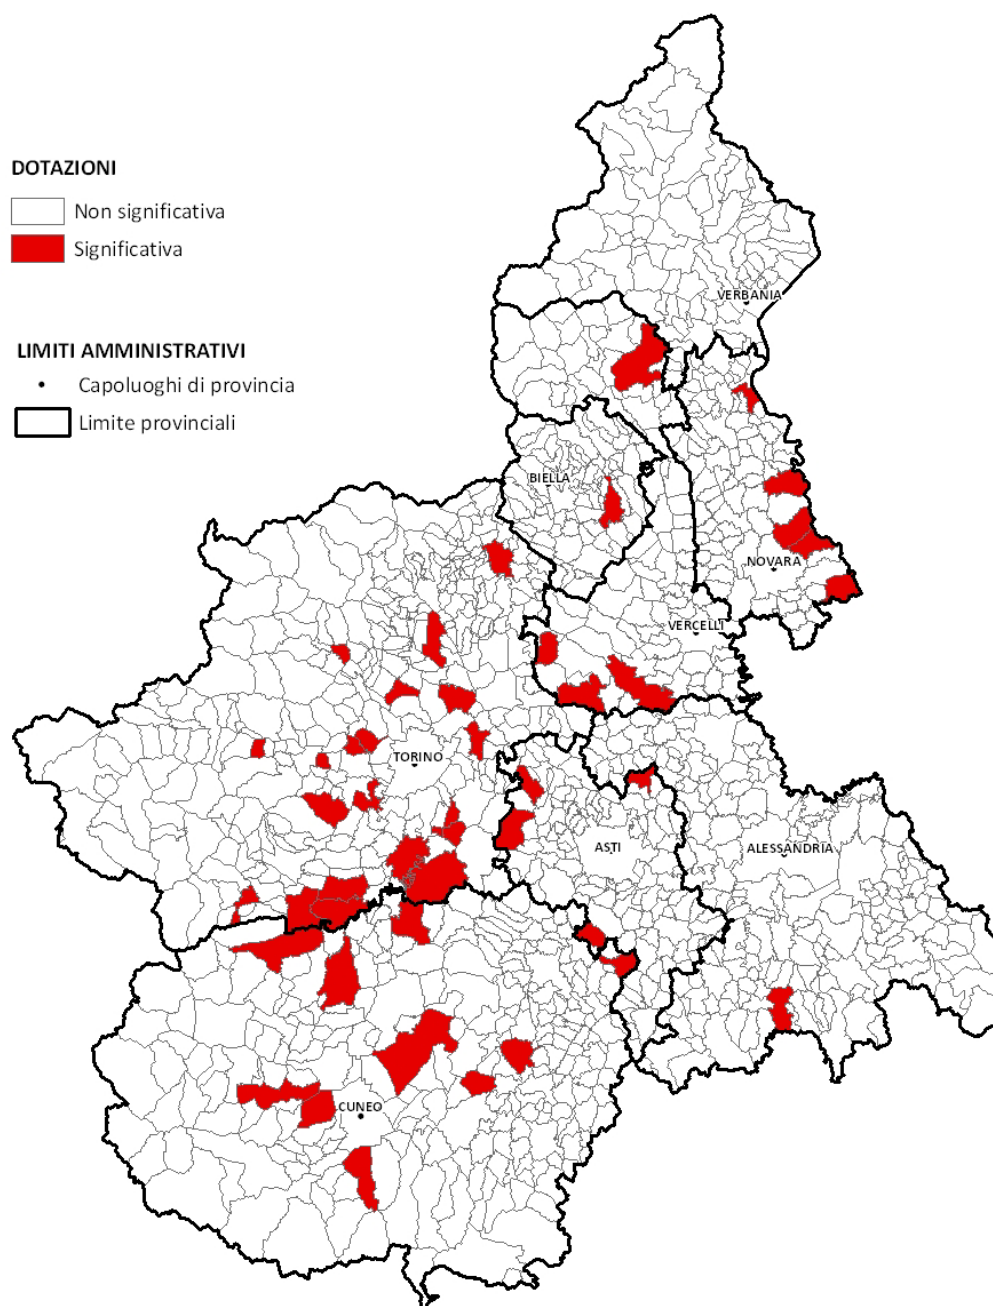 DOTAZIONI
Non significativa
Significativa
LIMITI AMMINISTRATIVI
Capoluoghi di provincia
Limite provinciali
VERBANIA
BIELLA
NOVARA
VERCELLI
TORINO
ASTI
ALESSANDRIA
CUNEO